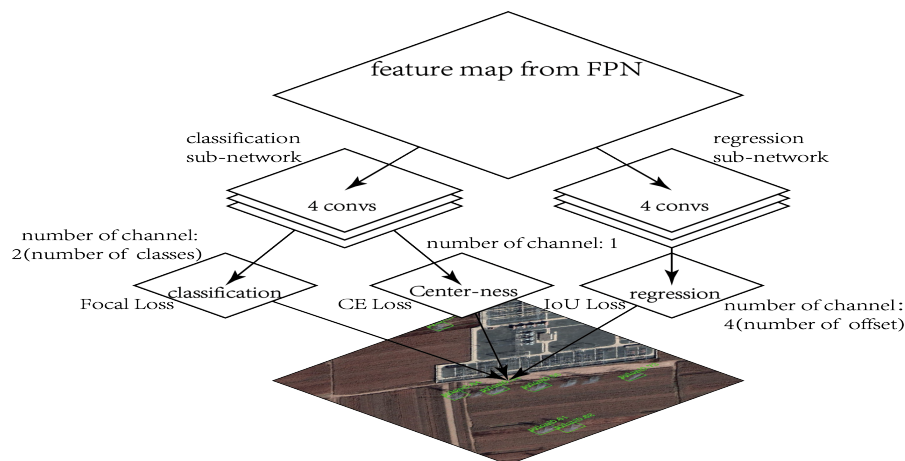 feature map from FPN
classification
sub-network
regression
sub-network
4 convs
4 convs
number of channel:
2(number of classes)
number of channel: 1
classification
Center-ness
regression
Focal Loss
CE Loss
IoU Loss
number of channel:
4(number of offset)